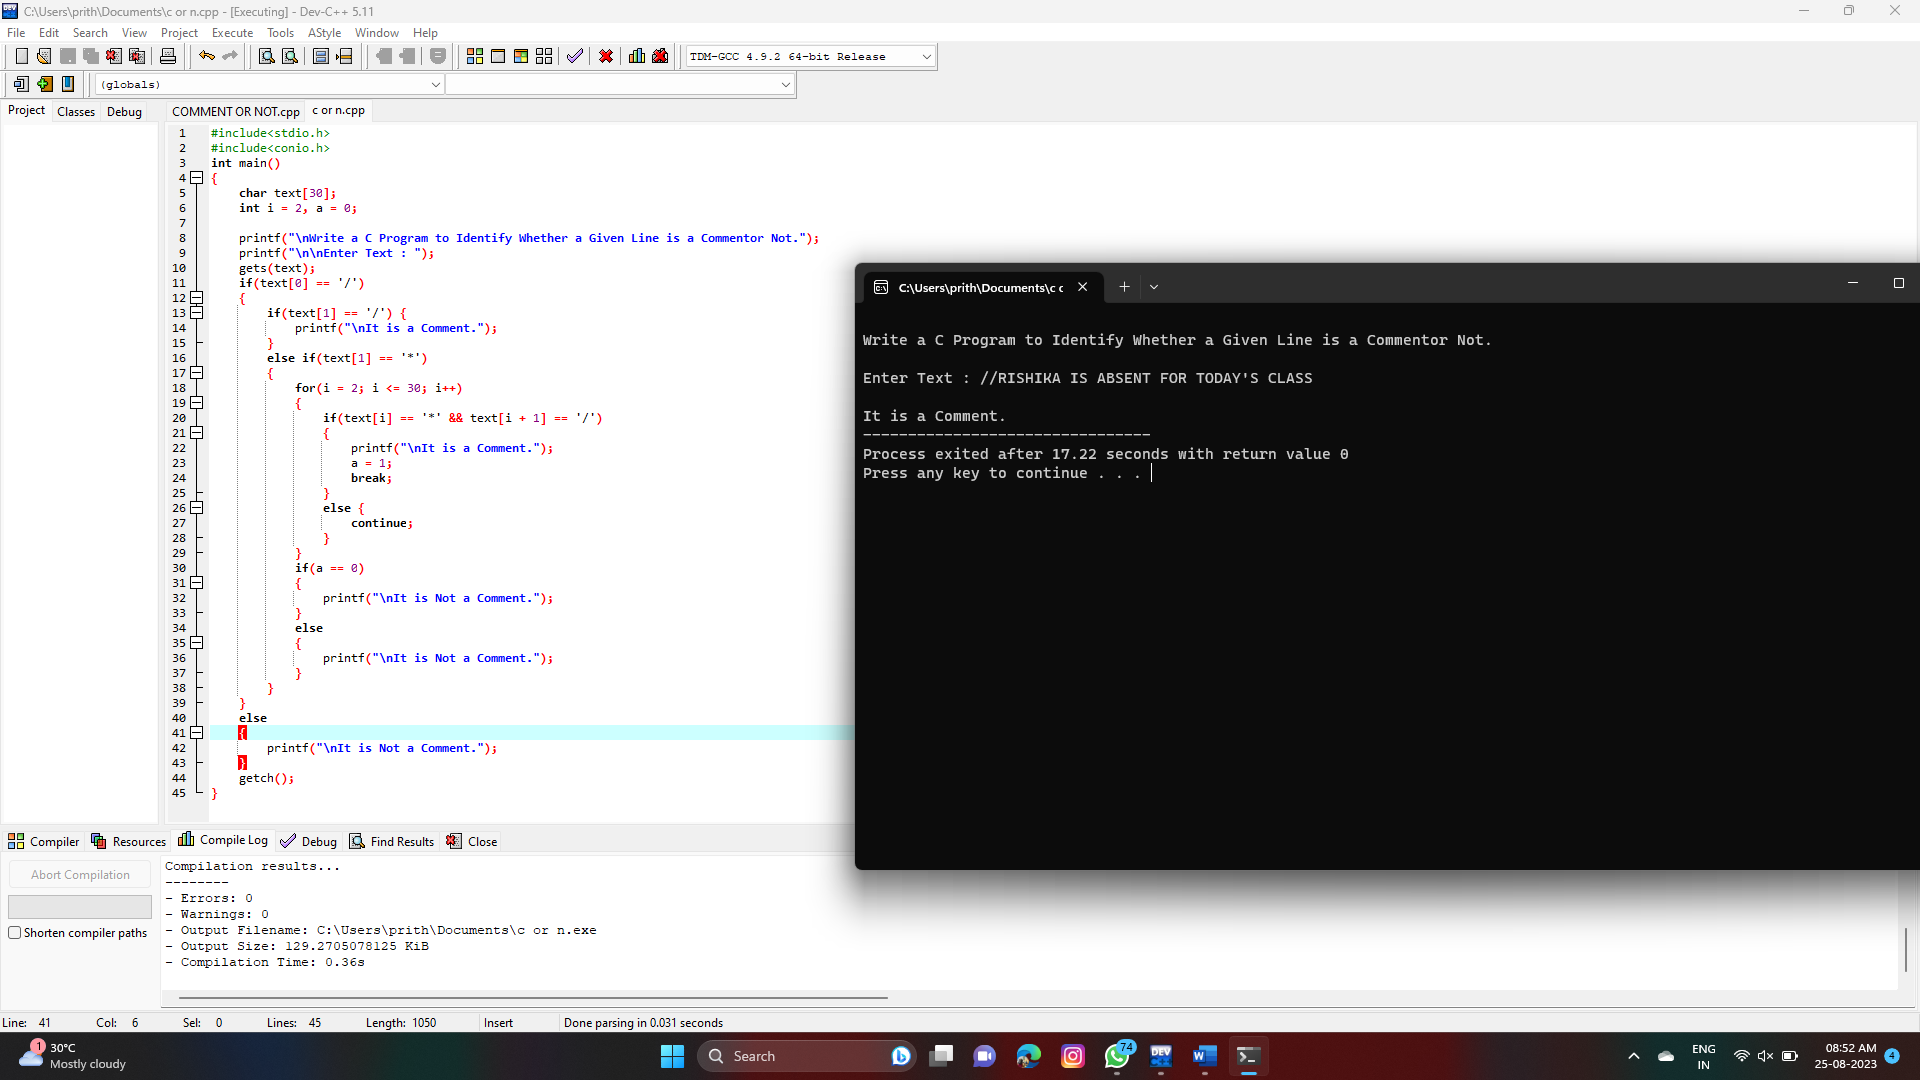 C:\Users\prith\Documents\c or n.cpp - [Executing] - Dev-C++ 5.11
File Edit Search View Project Execute Tools AStyle Window Help
TDM-GCC 4.9.2 64-bit Release
(globals)
Project Classes Debug
COMMENT OR NOT.cpp c or n.cpp
1 #include<stdio.h>
2 #include<conio.h>
3 int main()
4 {
5 char text[30];
6 int i = 2, a = 0;
7
8 printf("\nWrite a C Program to Identify Whether a Given Line is a Commentor Not.");
9 printf("\n\nEnter Text : ");
10 gets(text);
11 if(text[0] == '/')
12 {
13 if(text[1] == '/') {
14 printf("\nIt is a Comment.");
15 }
16 else if(text[1] == '*')
17 {
18 for(i = 2; i <= 30; i++)
19 {
20 if(text[i] == '*' && text[i + 1] == '/')
21 {
22 printf("\nIt is a Comment.");
23 a = 1;
24 break;
25 }
26 else {
27 continue;
28 }
29 }
30 if(a == 0)
31 {
32 printf("\nIt is Not a Comment.");
33 }
34 else
35 {
36 printf("\nIt is Not a Comment.");
37 }
38 }
39 }
40 else
41 {
42 printf("\nIt is Not a Comment.");
43 }
44 getch();
45 }
C:\Users\prith\Documents\c c
Write a C Program to Identify Whether a Given Line is a Commentor Not.
Enter Text : //RISHIKA IS ABSENT FOR TODAY'S CLASS
It is a Comment.
--------------------------------
Process exited after 17.22 seconds with return value 0
Press any key to continue . . .
Compiler Resources Compile Log Debug Find Results Close
Abort Compilation
Shorten compiler paths
Compilation results...
--------
- Errors: 0
- Warnings: 0
- Output Filename: C:\Users\prith\Documents\c or n.exe
- Output Size: 129.2705078125 KiB
- Compilation Time: 0.36s
Line: 41 Col: 6 Sel: 0 Lines: 45 Length: 1050 Insert Done parsing in 0.031 seconds
1
30°C
Mostly cloudy
Search
74
DEV
ENG
IN
08:52 AM
25-08-2023
4